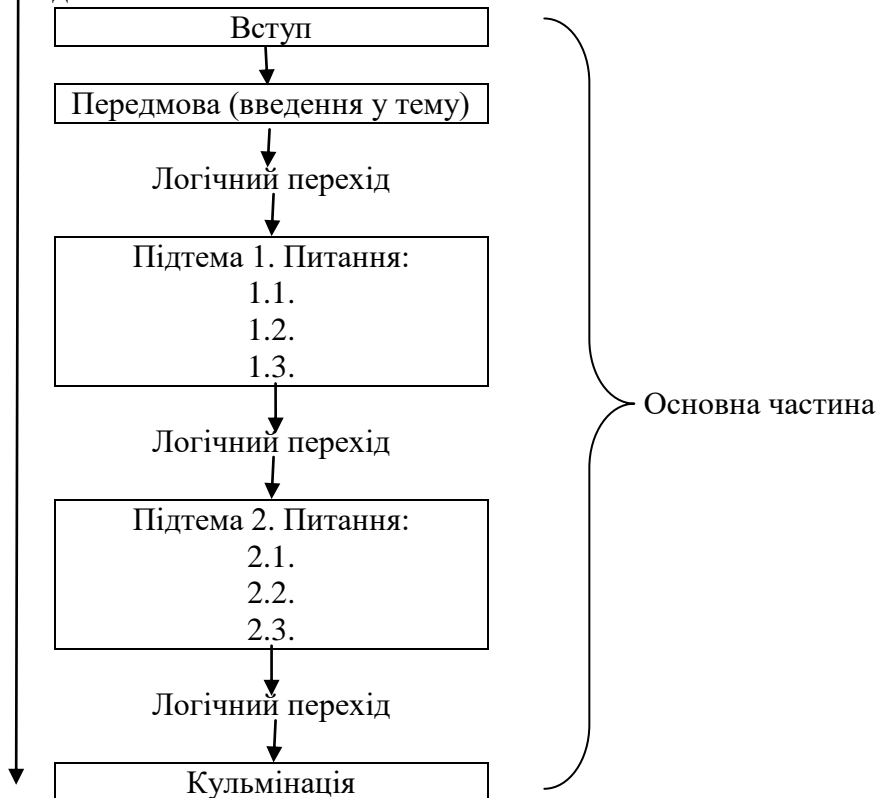 Вступ
Передмова (введення у тему)
Логічний перехід
Підтема 1. Питання:
1.1.
1.2.
1.3.
Основна частина
Логічний перехід
Підтема 2. Питання:
2.1.
2.2.
2.3.
Логічний перехід
Кульмінація